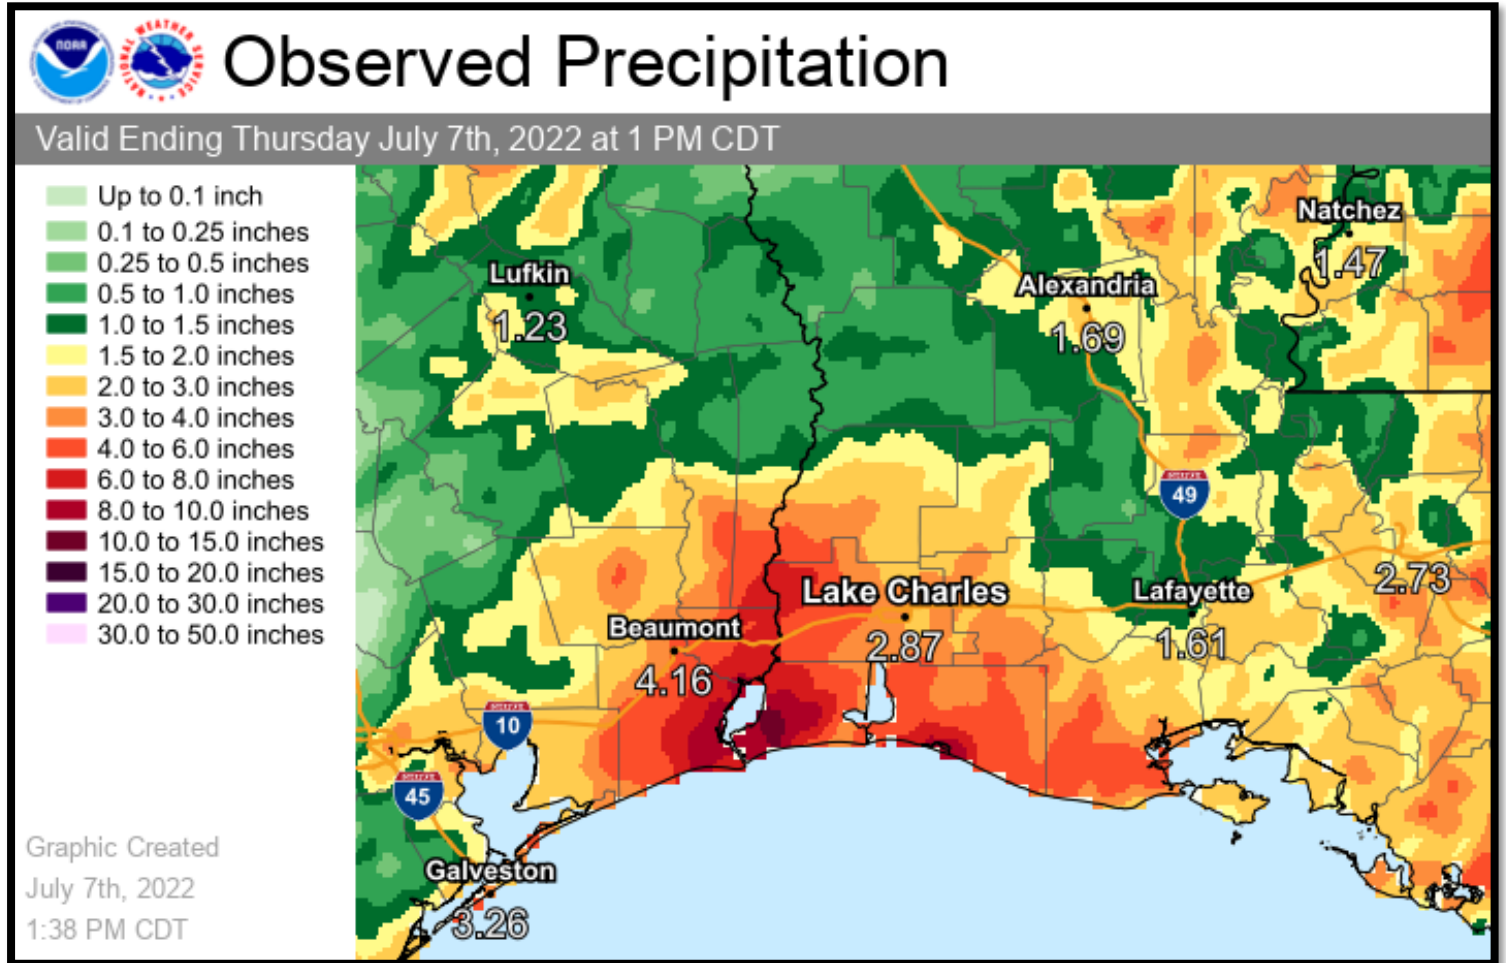 NOAA
NATIONAL WEATHER SERVICE
Observed Precipitation
Valid Ending Thursday July 7th, 2022 at 1 PM CDT
Up to 0.1 inch
0.1 to 0.25 inches
0.25 to 0.5 inches
0.5 to 1.0 inches
1.0 to 1.5 inches
1.5 to 2.0 inches
2.0 to 3.0 inches
3.0 to 4.0 inches
4.0 to 6.0 inches
6.0 to 8.0 inches
8.0 to 10.0 inches
10.0 to 15.0 inches
15.0 to 20.0 inches
20.0 to 30.0 inches
30.0 to 50.0 inches
Graphic Created
July 7th, 2022
1:38 PM CDT
Natchez
1.47
Lufkin
1.23
Alexandria
1.69
49
Lake Charles
2.87
Lafayette
1.61
2.73
Beaumont
4.16
10
45
Galveston
3.26